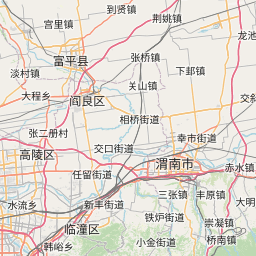 到贤镇
荆姚镇
宫里镇
龙池
富平县
张桥镇
淡村镇
下邽镇
关山镇
大程乡
阎良区
交斜
相桥街道
张二册村
幸市街道
交口街道
高陵区
渭南市
赤水镇
任留街道
三张镇
丰原镇
水流乡
新丰街道
大明
铁炉街道
崇凝镇
临潼区
桥南镇
韩峪乡
小金街道